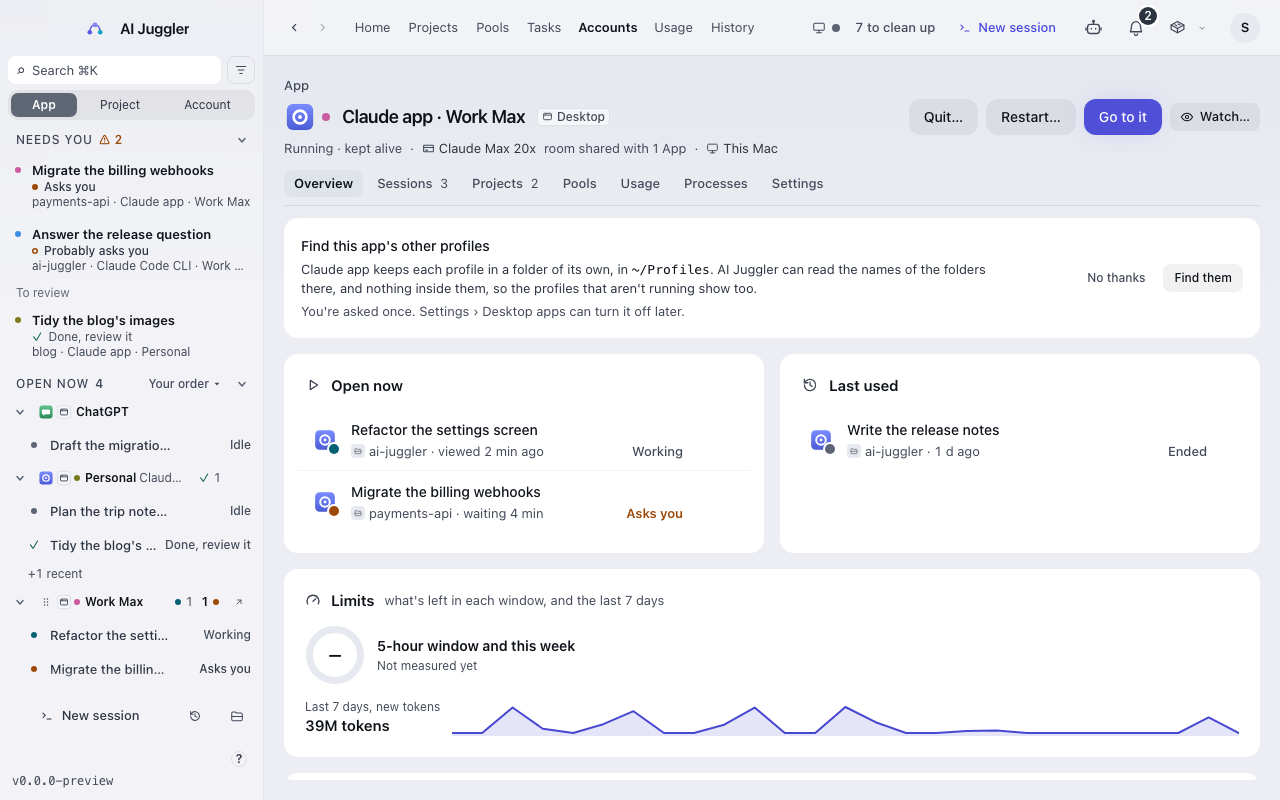 AI Juggler
Search ⌘K
App Project Account
NEEDS YOU 2
Migrate the billing webhooks
Asks you
payments-api · Claude app · Work Max
Answer the release question
Probably asks you
ai-juggler · Claude Code CLI · Work ...
To review
Tidy the blog's images
Done, review it
blog · Claude app · Personal
OPEN NOW 4 Your order
ChatGPT
Draft the migratio... Idle
Personal Claud... 1
Plan the trip note... Idle
Tidy the blog's ... Done, review it
+1 recent
Work Max 1 1
Refactor the setti... Working
Migrate the billin... Asks you
New session
?
v0.0.0-preview
Home Projects Pools Tasks Accounts Usage History 7 to clean up New session 2 S
App
Claude app · Work Max Desktop Quit... Restart... Go to it Watch...
Running · kept alive · Claude Max 20x room shared with 1 App · This Mac
Overview Sessions 3 Projects 2 Pools Usage Processes Settings
Find this app's other profiles
Claude app keeps each profile in a folder of its own, in ~/Profiles. AI Juggler can read the names of the folders
there, and nothing inside them, so the profiles that aren't running show too.
You're asked once. Settings › Desktop apps can turn it off later.
No thanks Find them
Open now
Refactor the settings screen
ai-juggler · viewed 2 min ago Working
Migrate the billing webhooks
payments-api · waiting 4 min Asks you
Last used
Write the release notes
ai-juggler · 1 d ago Ended
Limits what's left in each window, and the last 7 days
5-hour window and this week
Not measured yet
Last 7 days, new tokens
39M tokens